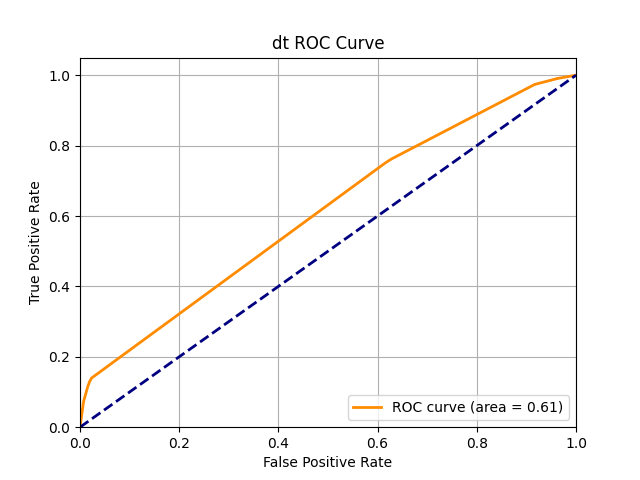 dt ROC Curve
1.0
0.8
0.6
0.4
0.2
0.0
True Positive Rate
ROC curve (area = 0.61)
0.0 0.2 0.4 0.6 0.8 1.0
False Positive Rate